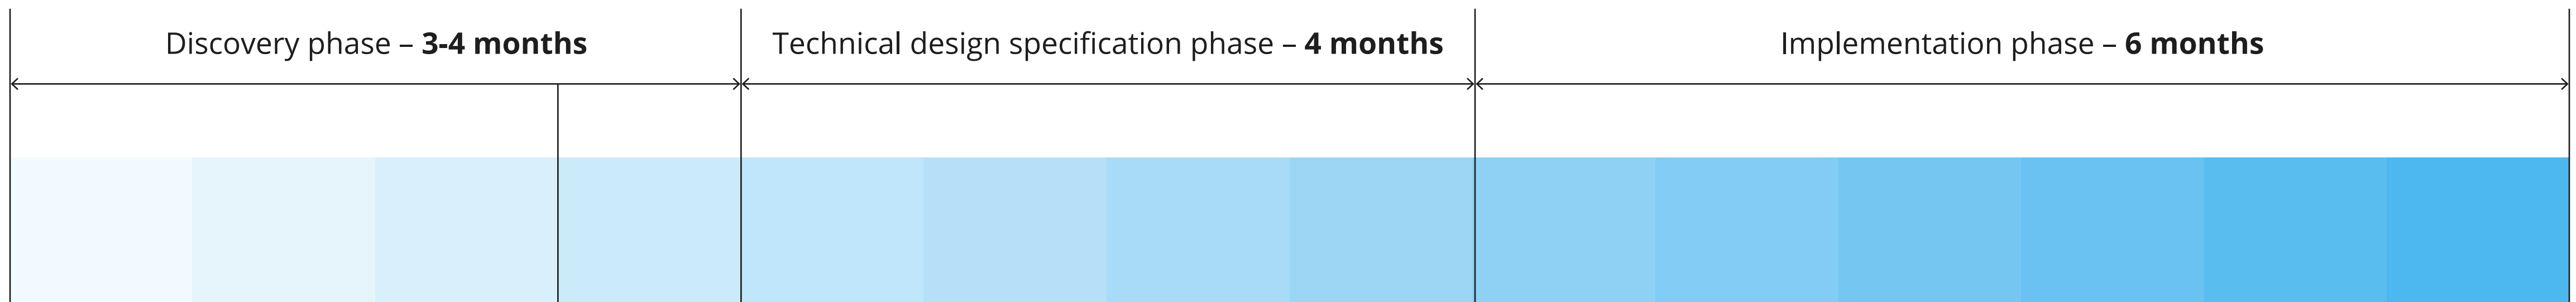 Discovery phase – 3-4 months
Technical design specification phase – 4 months
Implementation phase – 6 months